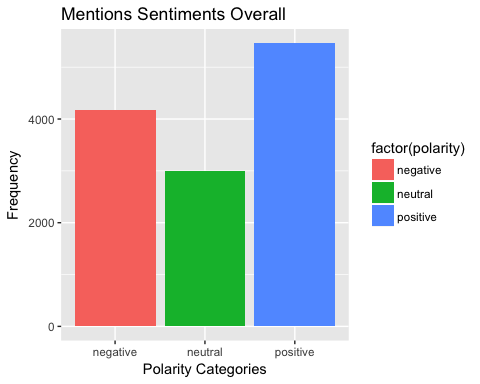 Mentions Sentiments Overall
Frequency
4000
2000
0
negative neutral positive
Polarity Categories
factor(polarity)
negative
neutral
positive